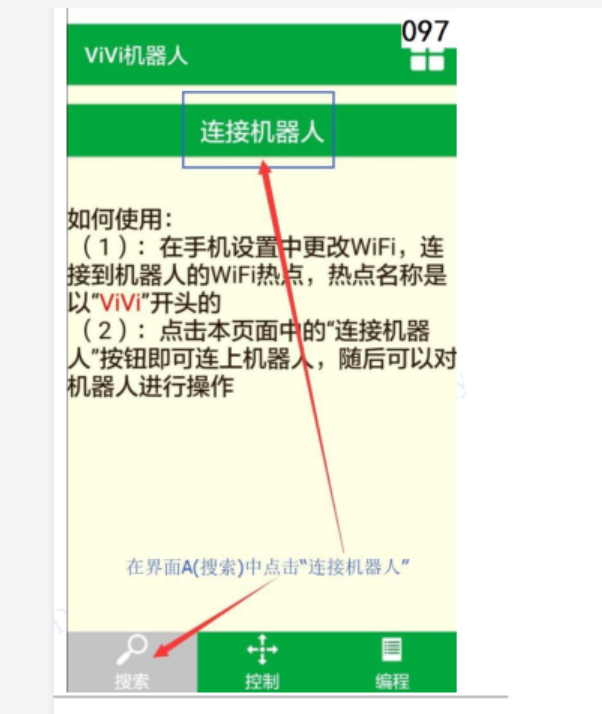 097
ViVi机器人
连接机器人
如何使用：
（1）：在手机设置中更改WiFi，连
接到机器人的WiFi热点，热点名称是
以“ViVi”开头的
（2）：点击本页面中的“连接机器
人”按钮即可连上机器人，随后可以对
机器人进行操作
在界面A(搜索)中点击“连接机器人”
搜索 控制 编程